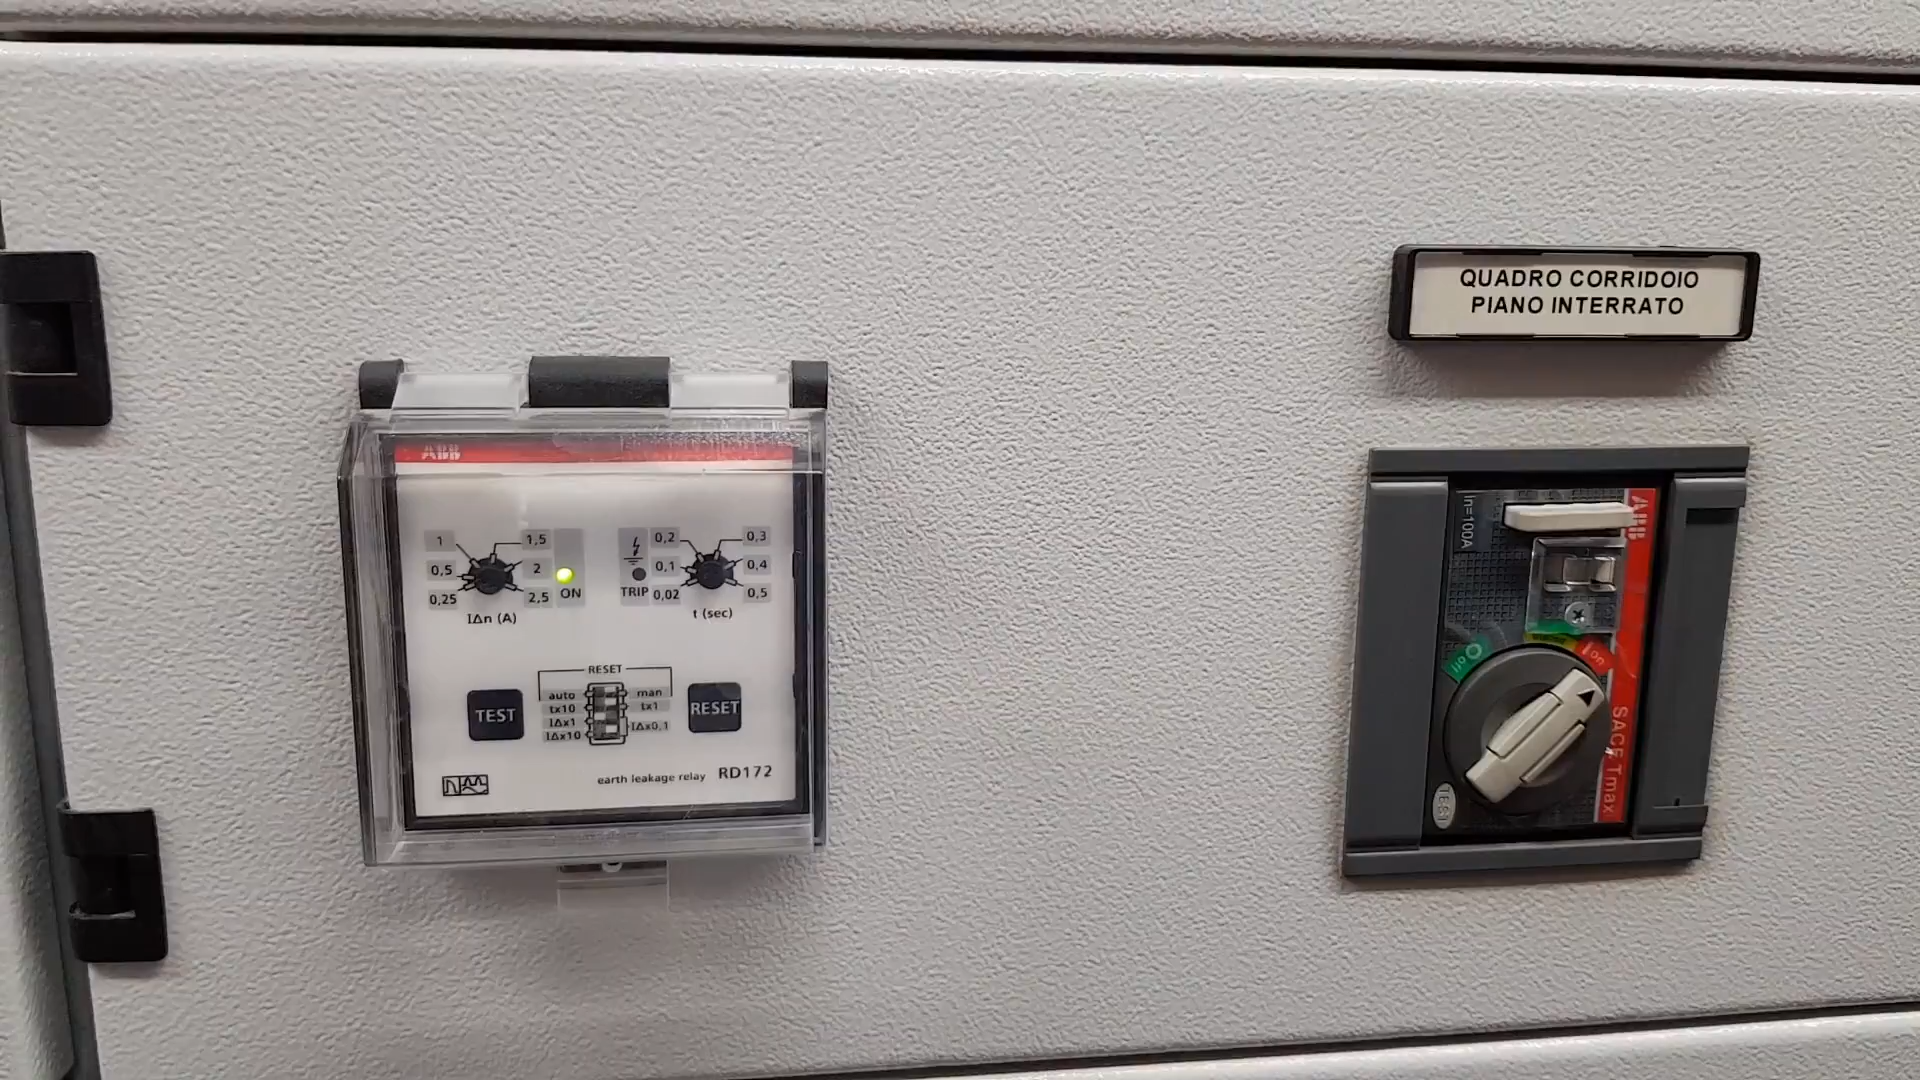 QUADRO CORRIDOIO
PIANO INTERRATO
ABB
1
1,5
0,5
2
0,25
2,5
IΔn (A)
ON
TRIP
0,2
0,3
0,1
0,4
0,02
0,5
t (sec)
RESET
auto
man
tx10
tx1
IΔx1
IΔx0,1
IΔx10
TEST
RESET
earth leakage relay RD172
In=100A
ABB
off
on
SACE Tmax
TEST